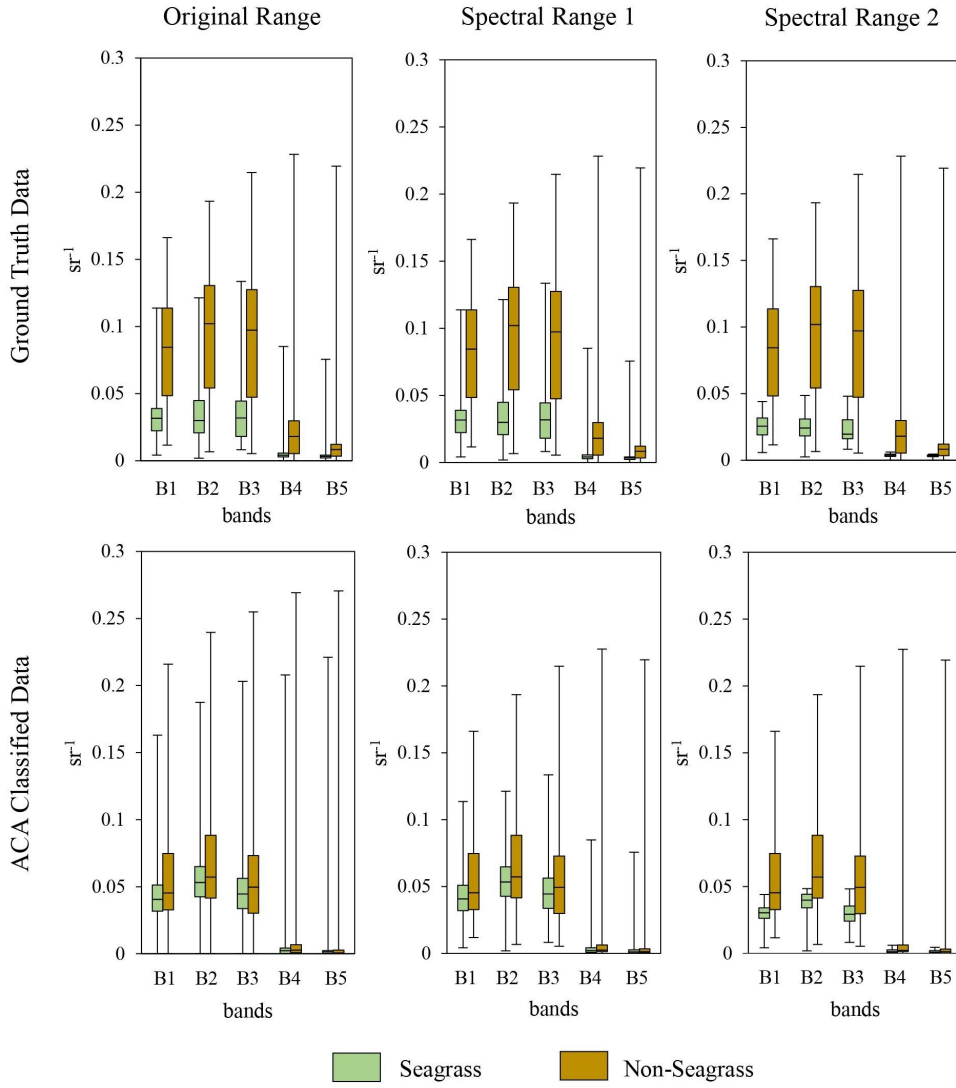 Original Range
Spectral Range 1
Spectral Range 2
Ground Truth Data
sr-1
0.3
0.25
0.2
0.15
0.1
0.05
0
B1 B2 B3 B4 B5
bands
sr-1
0.3
0.25
0.2
0.15
0.1
0.05
0
B1 B2 B3 B4 B5
bands
sr-1
0.3
0.25
0.2
0.15
0.1
0.05
0
B1 B2 B3 B4 B5
bands
ACA Classified Data
sr-1
0.3
0.25
0.2
0.15
0.1
0.05
0
B1 B2 B3 B4 B5
bands
sr-1
0.3
0.25
0.2
0.15
0.1
0.05
0
B1 B2 B3 B4 B5
bands
sr-1
0.3
0.25
0.2
0.15
0.1
0.05
0
B1 B2 B3 B4 B5
bands
Seagrass
Non-Seagrass